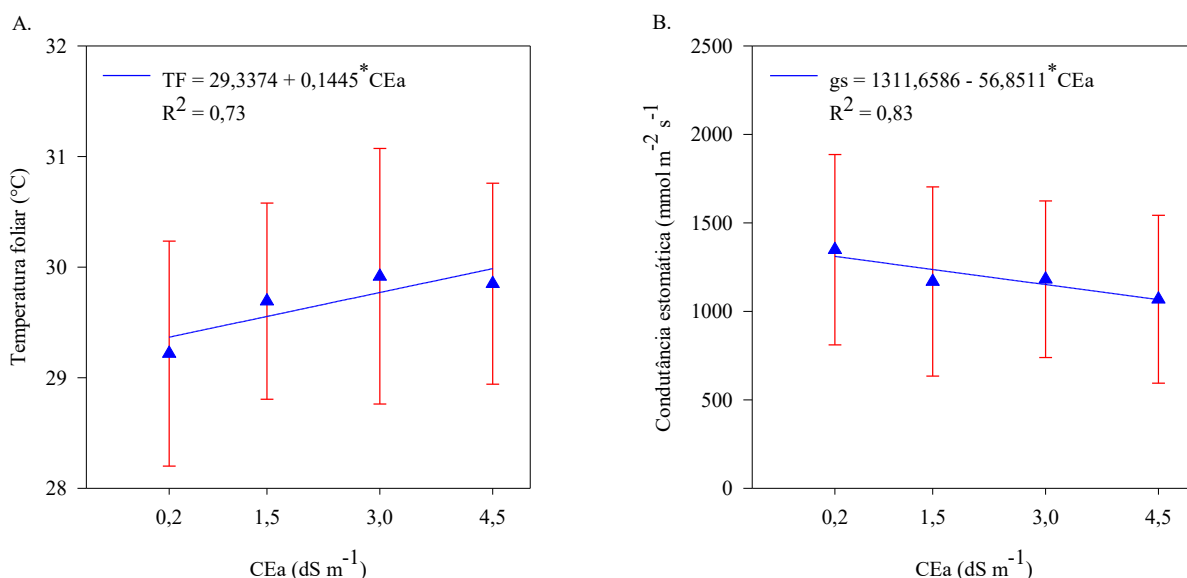 A.
32
31
30
29
28
Temperatura foliar (°C)
TF = 29,3374 + 0,1445*CEa
R² = 0,73
0,2 1,5 3,0 4,5
CEa (dS m⁻¹)
B.
2500
2000
1500
1000
500
0
Condutância estomática (mmol m⁻² s⁻¹)
gs = 1311,6586 - 56,8511*CEa
R² = 0,83
0,2 1,5 3,0 4,5
CEa (dS m⁻¹)